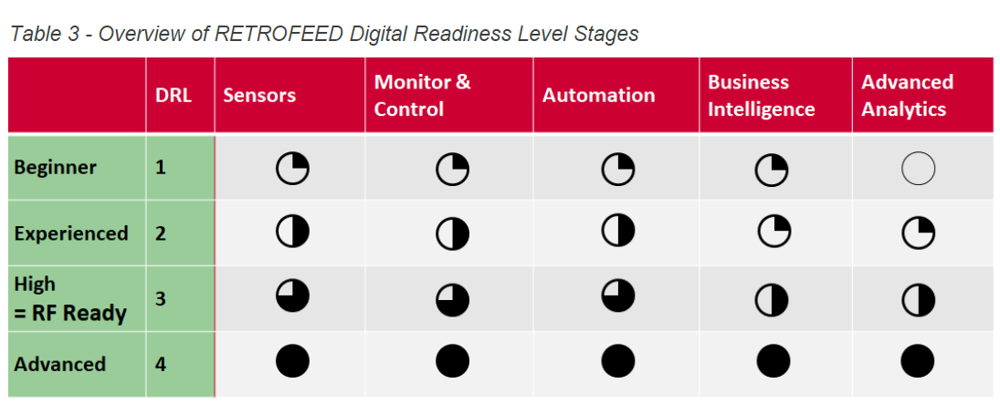 Table 3 - Overview of RETROFEED Digital Readiness Level Stages
DRL Sensors Monitor & Control Automation Business Intelligence Advanced Analytics
Beginner 1
Experienced 2
High = RF Ready 3
Advanced 4